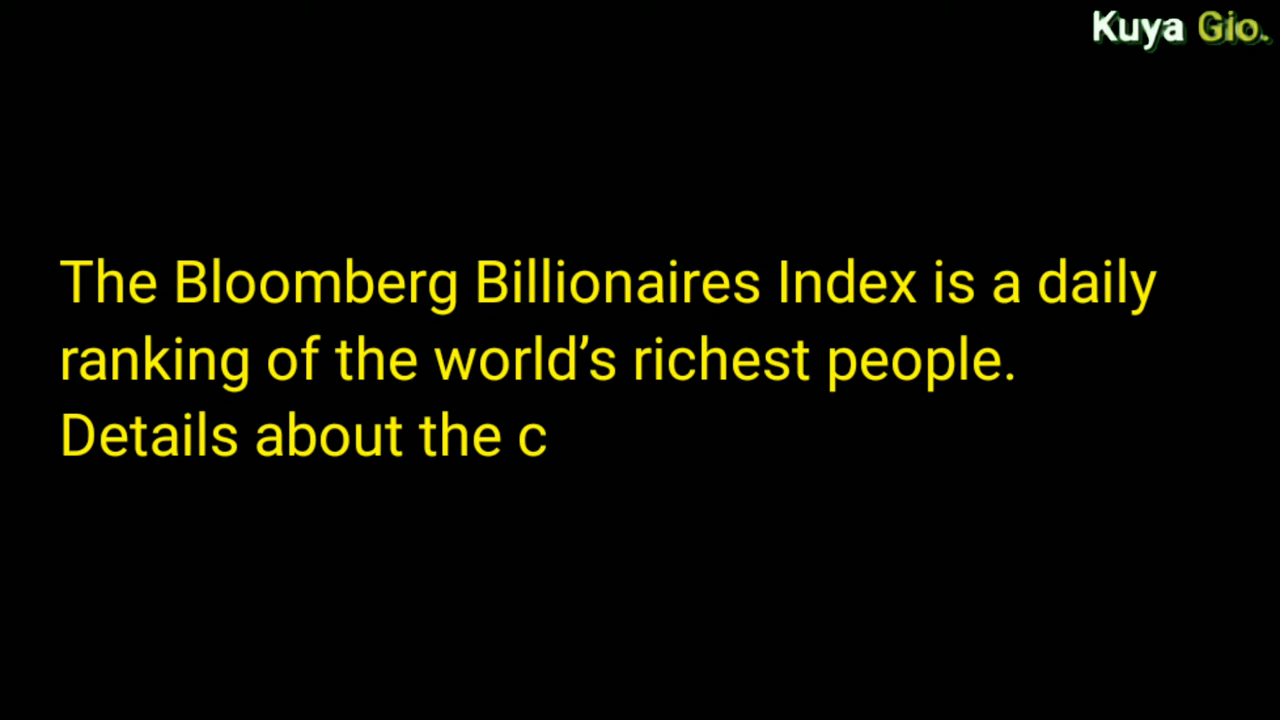 Kuya Gio.
The Bloomberg Billionaires Index is a daily
ranking of the world’s richest people.
Details about the c